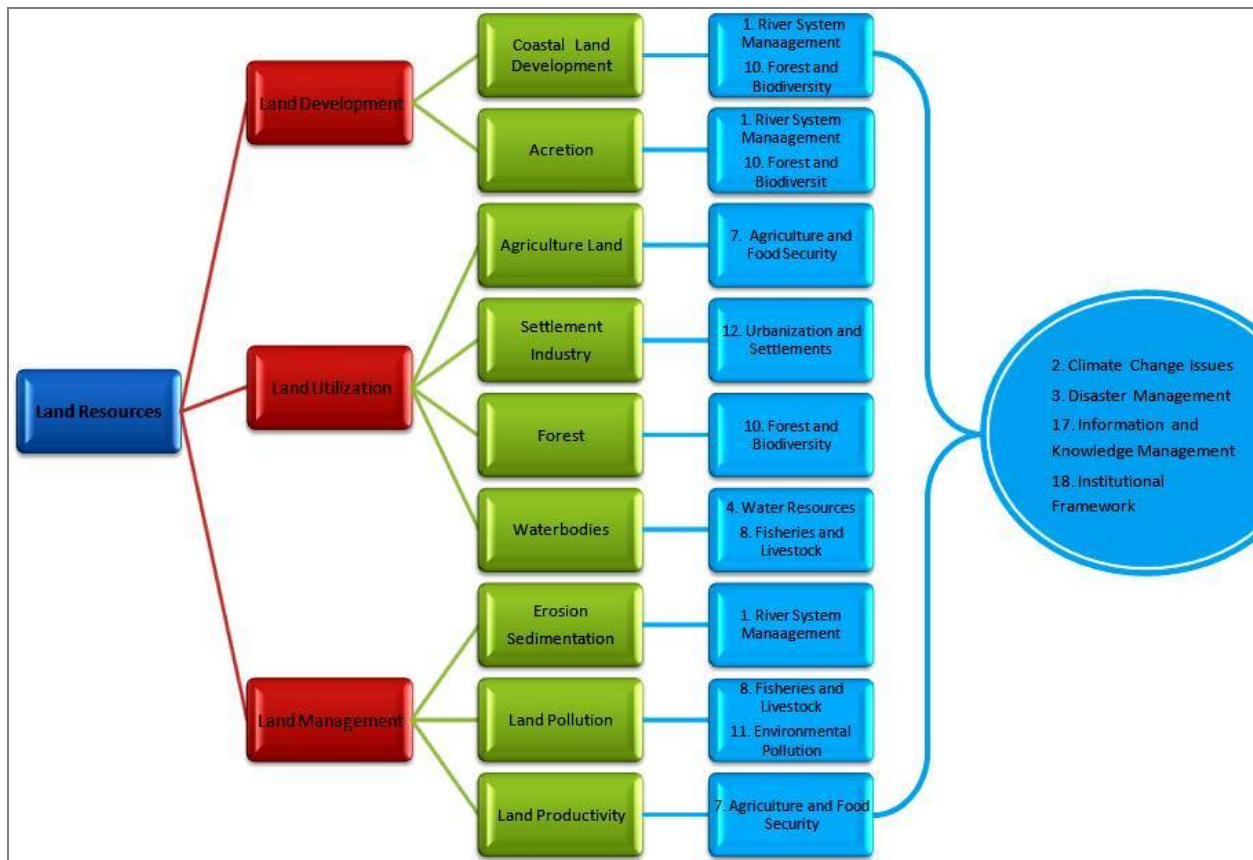 Land Resources
Land Development
Land Utilization
Land Management
Coastal Land
Development
Acretion
Agriculture Land
Settlement
Industry
Forest
Waterbodies
Erosion
Sedimentation
Land Pollution
Land Productivity
1. River System
Manaagement
10. Forest and
Biodiversity
1. River System
Manaagement
10. Forest and
Biodiversit
7. Agriculture and
Food Security
12. Urbanization and
Settlements
10. Forest and
Biodiversity
4. Water Resources
8. Fisheries and
Livestock
1. River System
Manaagement
8. Fisheries and
Livestock
11. Environmental
Pollution
7. Agriculture and Food
Security
2. Climate Change Issues
3. Disaster Management
17. Information and
Knowledge Management
18. Institutional
Framework